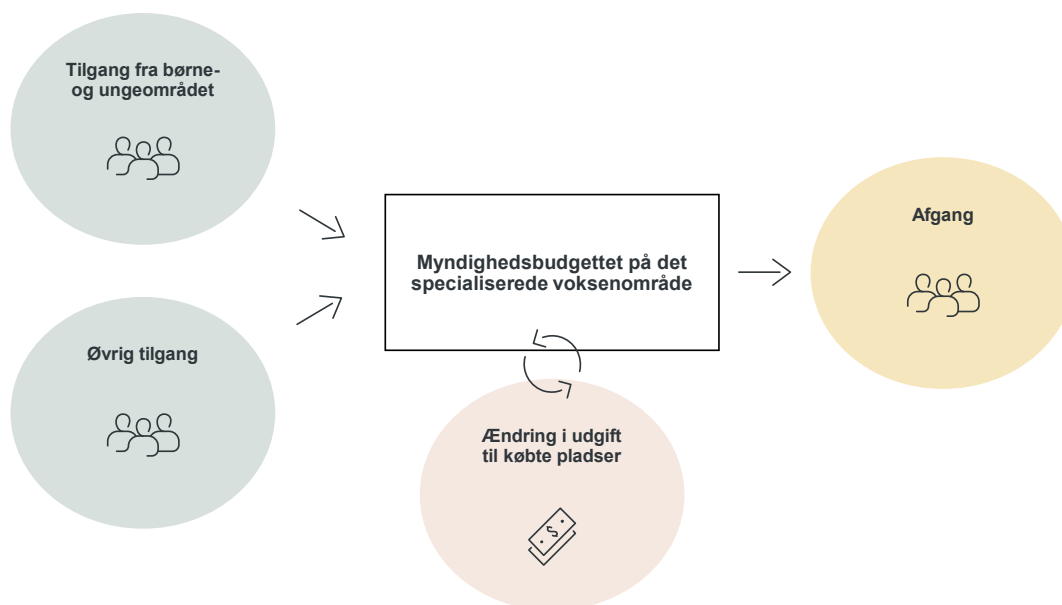 Tilgang fra børne-
og ungeområdet
Øvrig tilgang
Myndighedsbudgettet på det
specialiserede voksenområde
Ændring i udgift
til købte pladser
$
Afgang